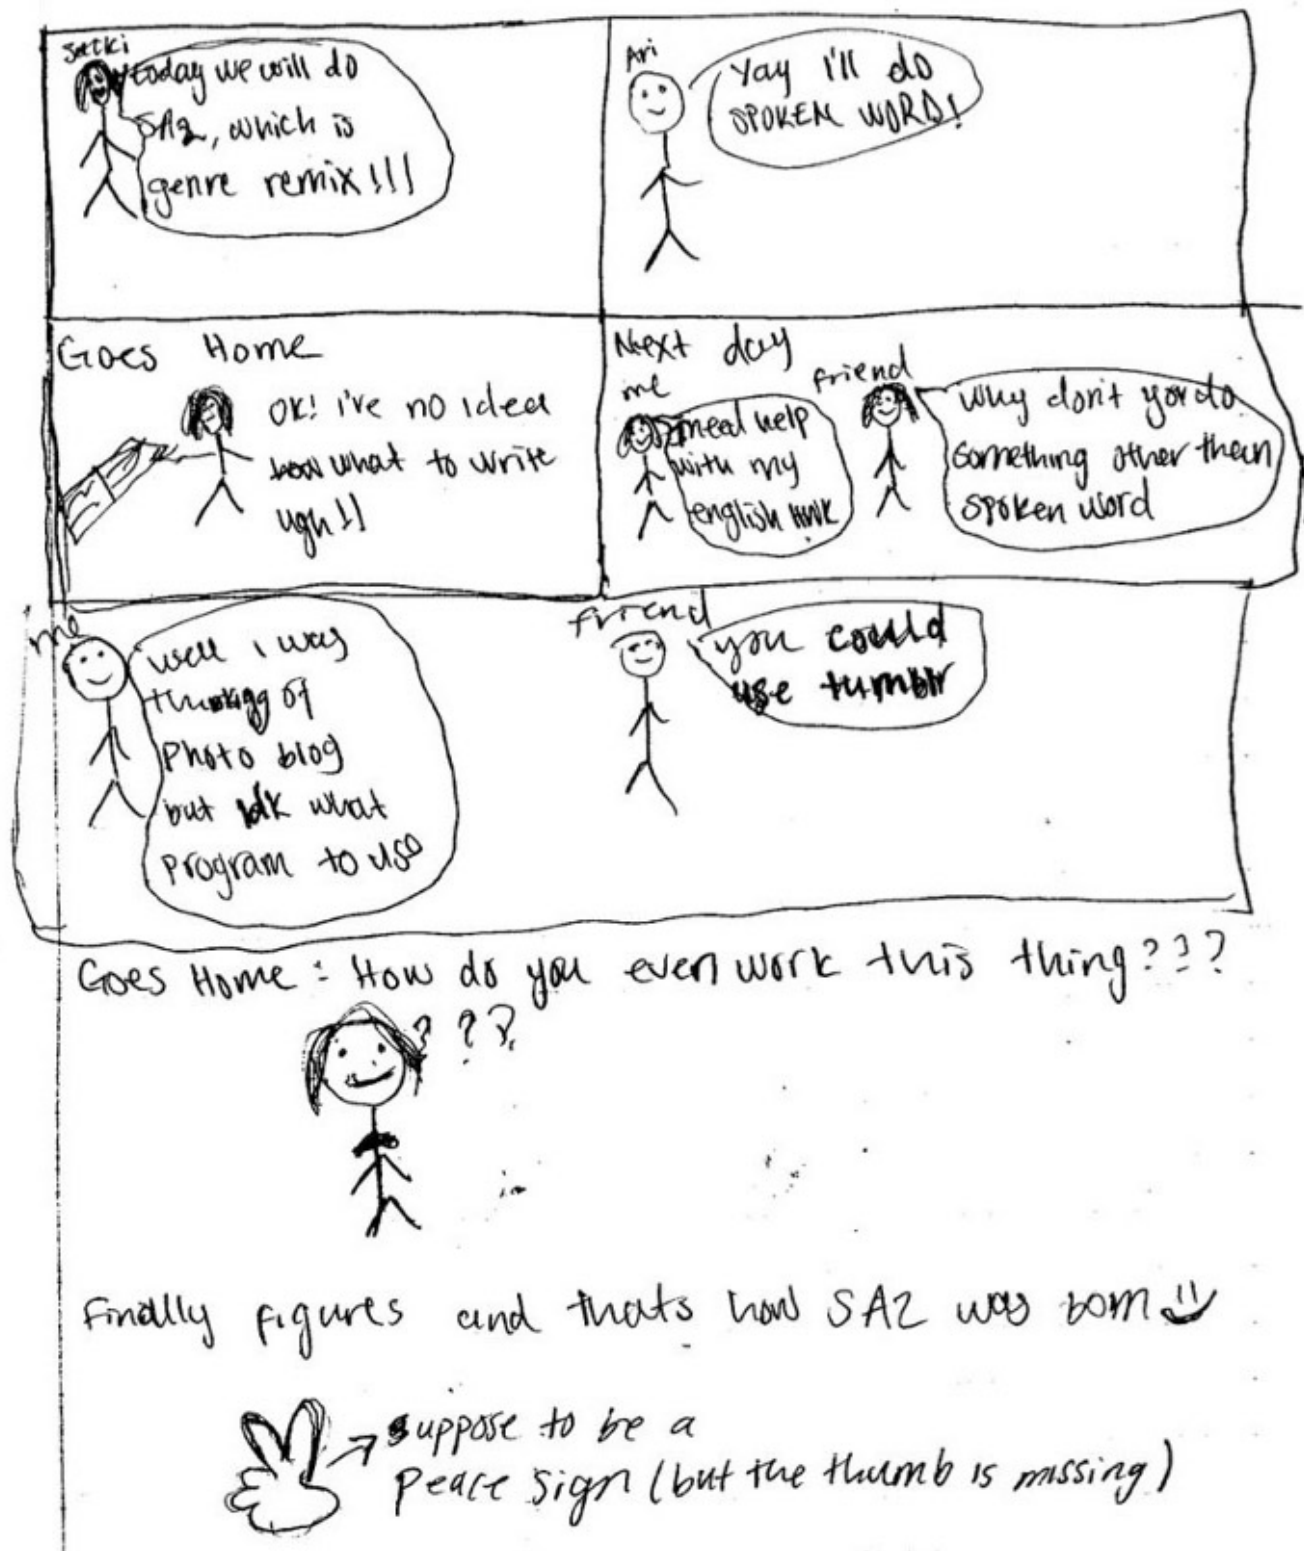 today we will do
SA2, which is
genre remix!!!
Ari
Yay I'll do
SPOKEN WORD!
Goes Home
OK! I've no idea
what to write
ugh!!
Next day
me
need help
with my
english hwk
friend
Why don't you do
something other then
spoken word
me
well i was
thinking of
Photo blog
but idk what
program to use
friend
you could
use tumblr
Goes Home: How do you even work this thing???
???
Finally figures and thats how SA2 was born
suppose to be a
peace sign (but the thumb is missing)